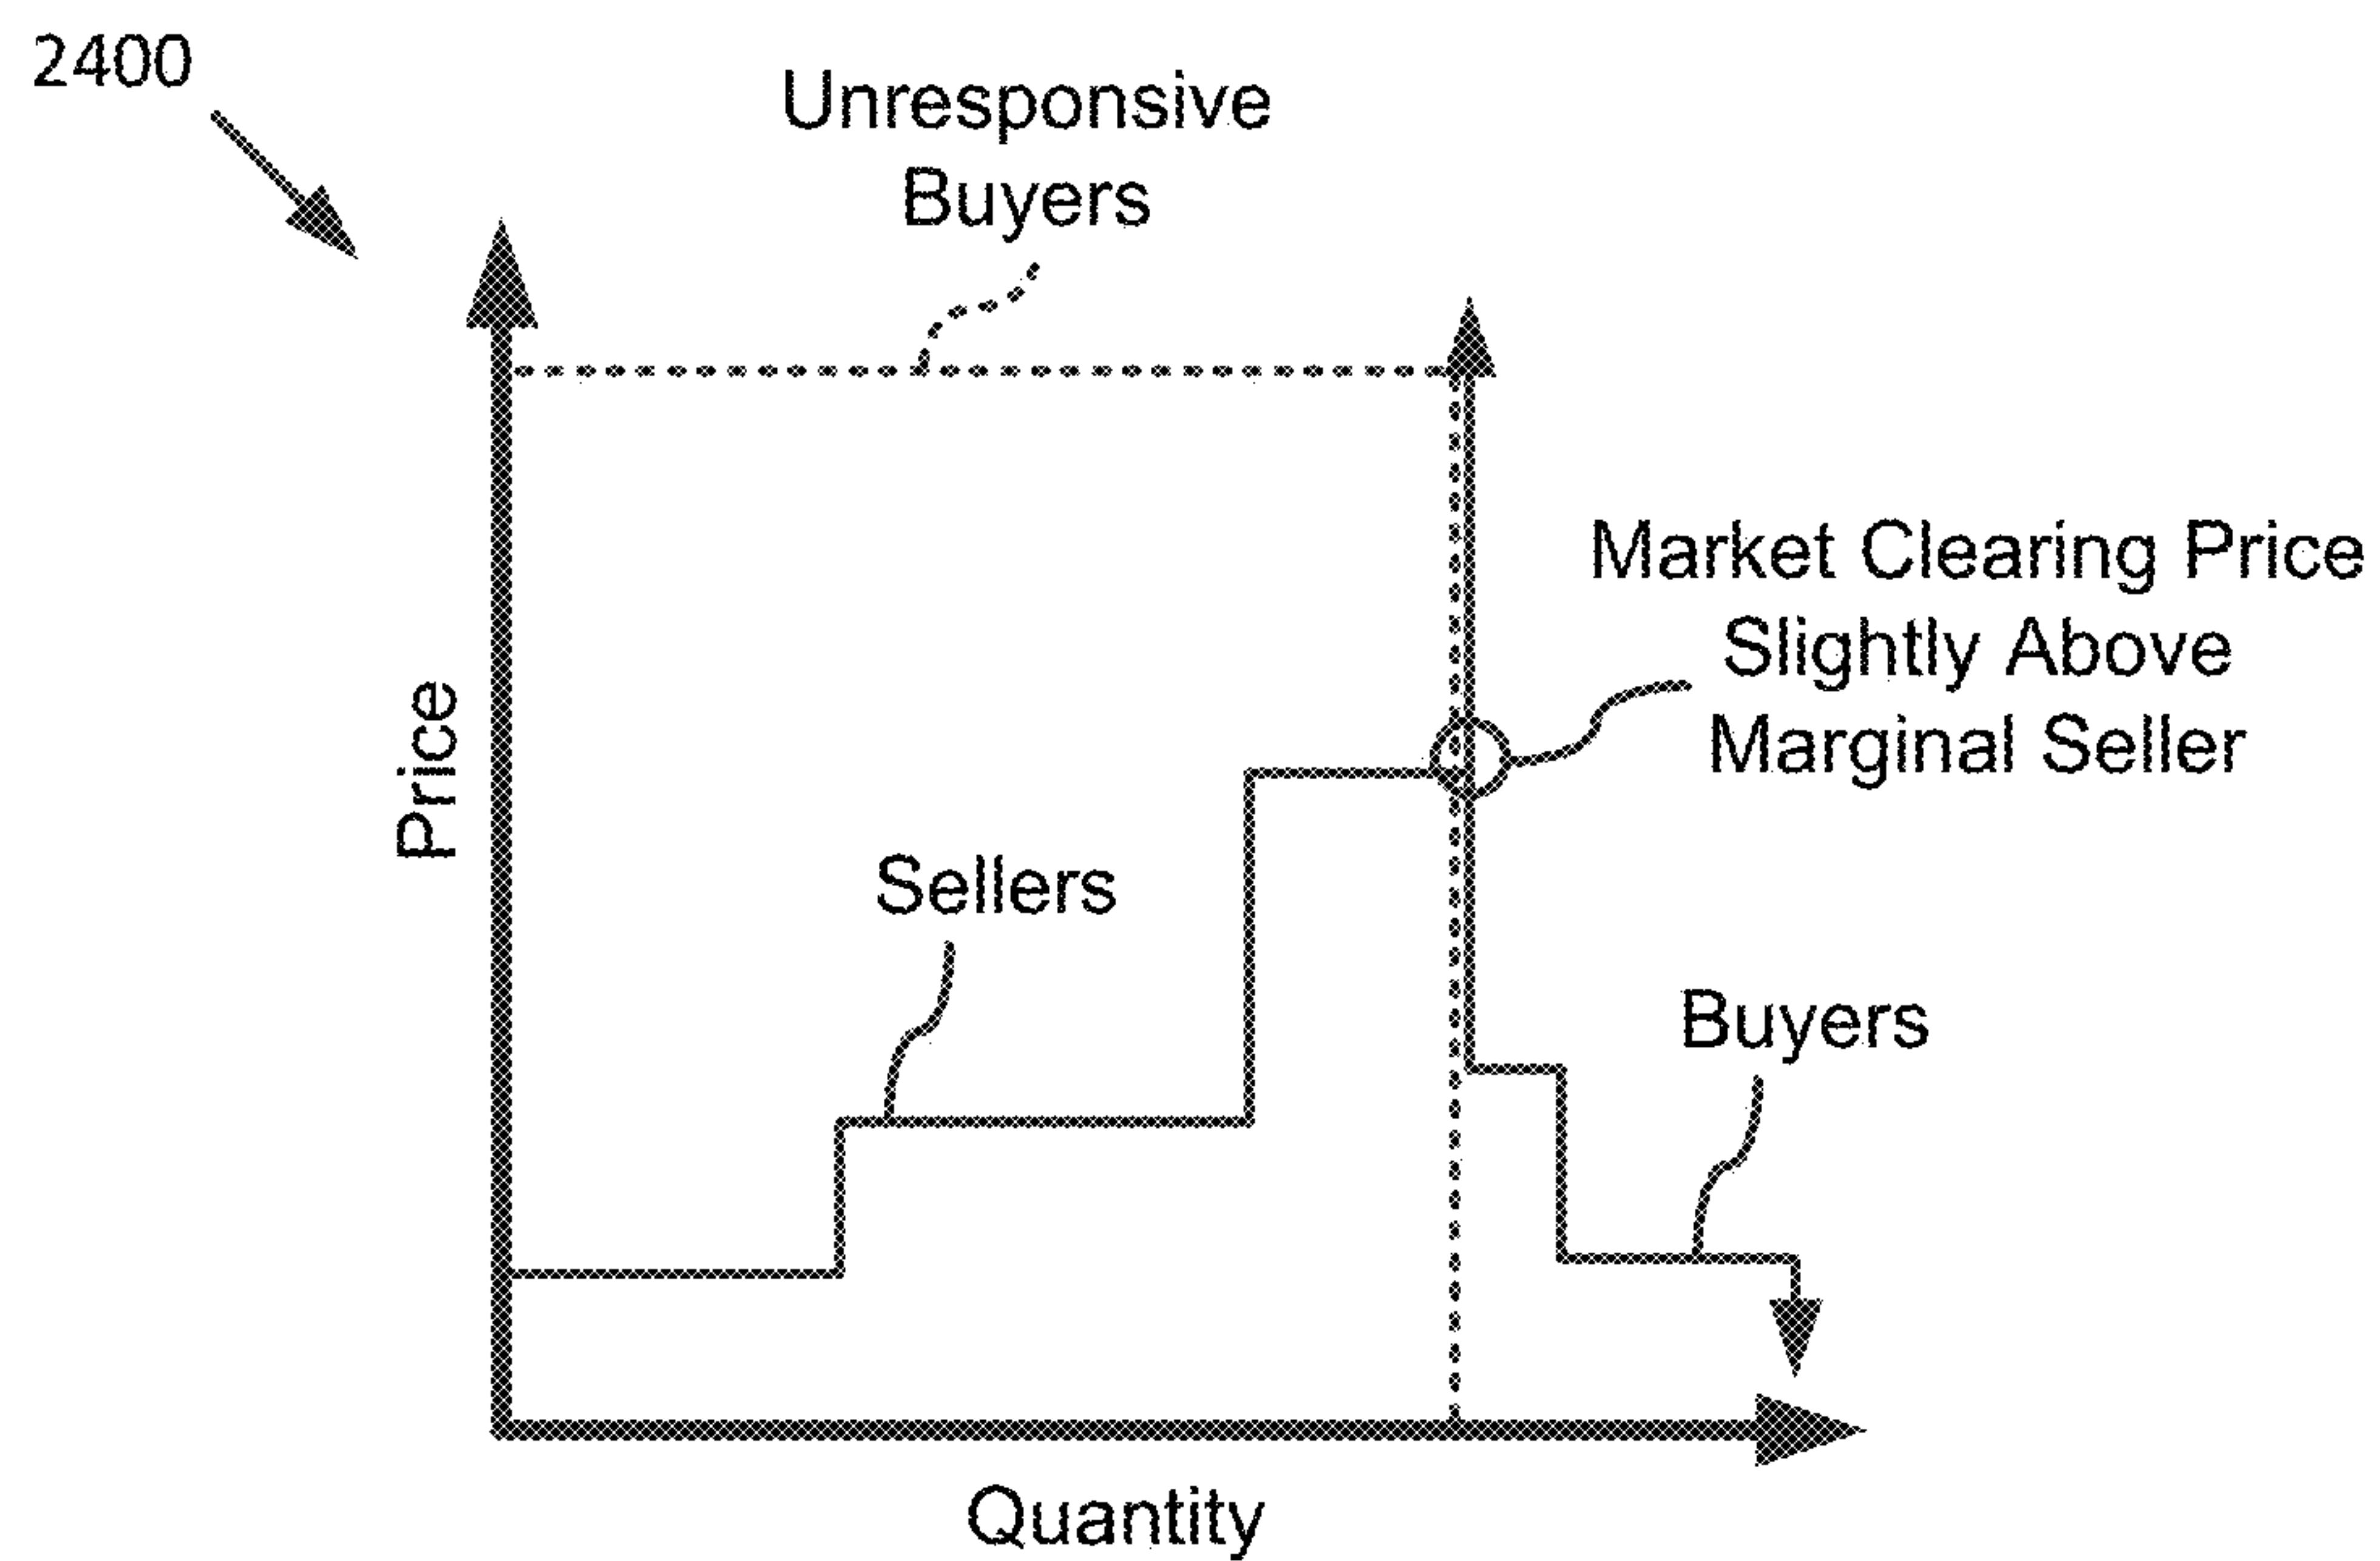 2400
Unresponsive
Buyers
Market Clearing Price
Slightly Above
Marginal Seller
Price
Sellers
Buyers
Quantity